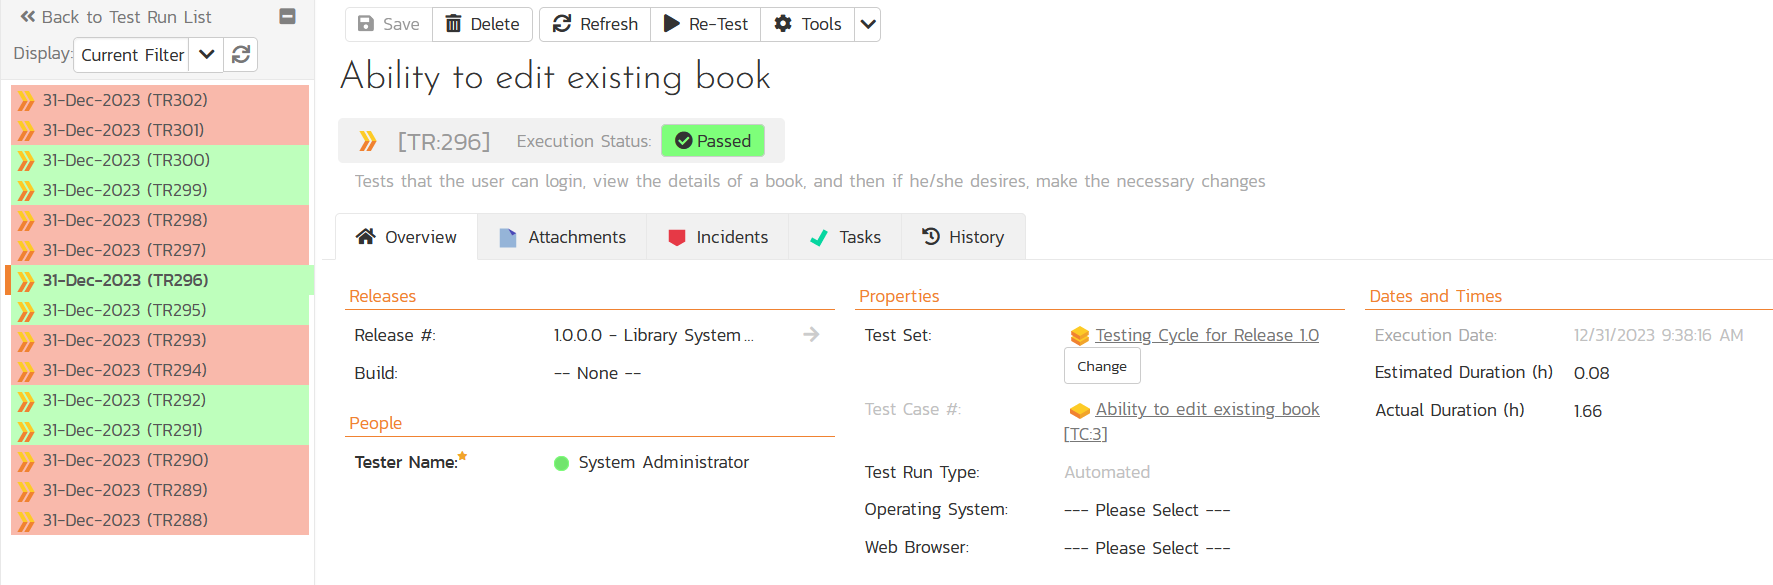 Back to Test Run List
Display: Current Filter
31-Dec-2023 (TR302)
31-Dec-2023 (TR301)
31-Dec-2023 (TR300)
31-Dec-2023 (TR299)
31-Dec-2023 (TR298)
31-Dec-2023 (TR297)
31-Dec-2023 (TR296)
31-Dec-2023 (TR295)
31-Dec-2023 (TR293)
31-Dec-2023 (TR294)
31-Dec-2023 (TR292)
31-Dec-2023 (TR291)
31-Dec-2023 (TR290)
31-Dec-2023 (TR289)
31-Dec-2023 (TR288)
Save Delete Refresh Re-Test Tools
Ability to edit existing book
[TR:296] Execution Status: Passed
Tests that the user can login, view the details of a book, and then if he/she desires, make the necessary changes
Overview Attachments Incidents Tasks History
Releases
Release #: 1.0.0.0 - Library System ...
Build: -- None --
People
Tester Name: System Administrator
Properties
Test Set: Testing Cycle for Release 1.0
Change
Test Case #: Ability to edit existing book
[TC:3]
Test Run Type: Automated
Operating System: --- Please Select ---
Web Browser: --- Please Select ---
Dates and Times
Execution Date: 12/31/2023 9:38:16 AM
Estimated Duration (h) 0.08
Actual Duration (h) 1.66